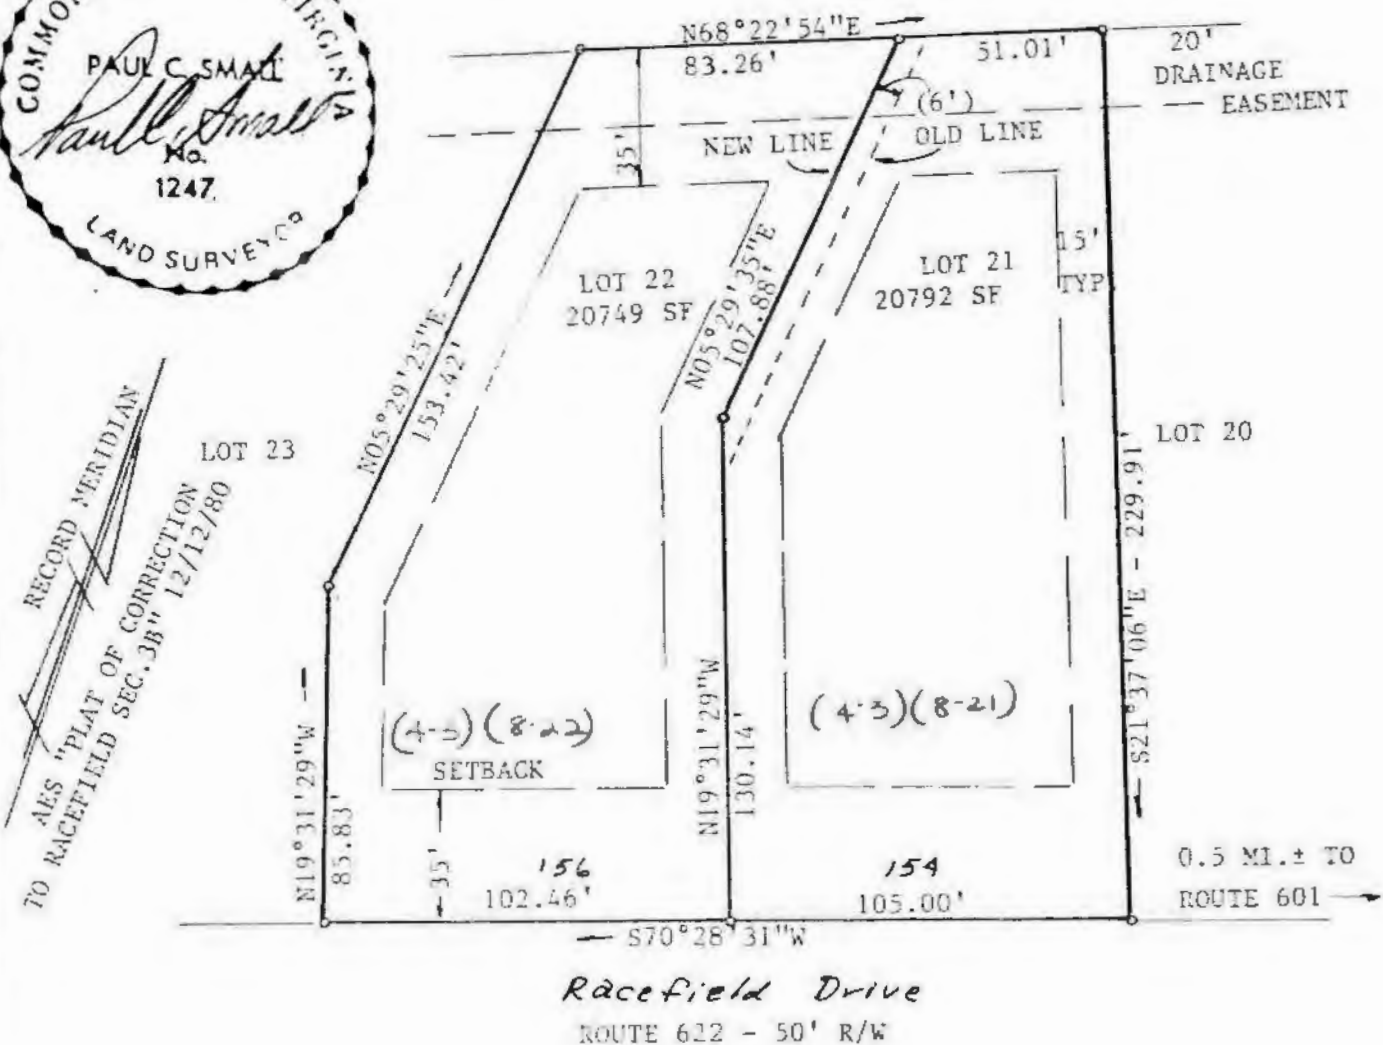 COMMO
VIRGINIA
PAUL C. SMALL
Paul C. Small
No.
1247
LAND SURVEYOR
N68°22'54"E
83.26'
51.01'
20'
DRAINAGE
EASEMENT
(6')
NEW LINE
OLD LINE
35'
15'
TYP
LOT 22
20749 SF
LOT 21
20792 SF
N05°29'25"E
153.42'
N05°29'35"E
107.88'
LOT 23
LOT 20
RECORD MERIDIAN
AES "PLAT OF CORRECTION
TO RACEFIELD SEC.3B" 12/12/80
S21°37'06"E - 229.91'
N19°31'29"W
85.83'
N19°31'29"W
130.14'
(4-3) (8-22)
SETBACK
(4-3)(8-21)
35'
156
102.46'
154
105.00'
0.5 MI.± TO
ROUTE 601
S70°28'31"W
Racefield Drive
ROUTE 622 - 50' R/W